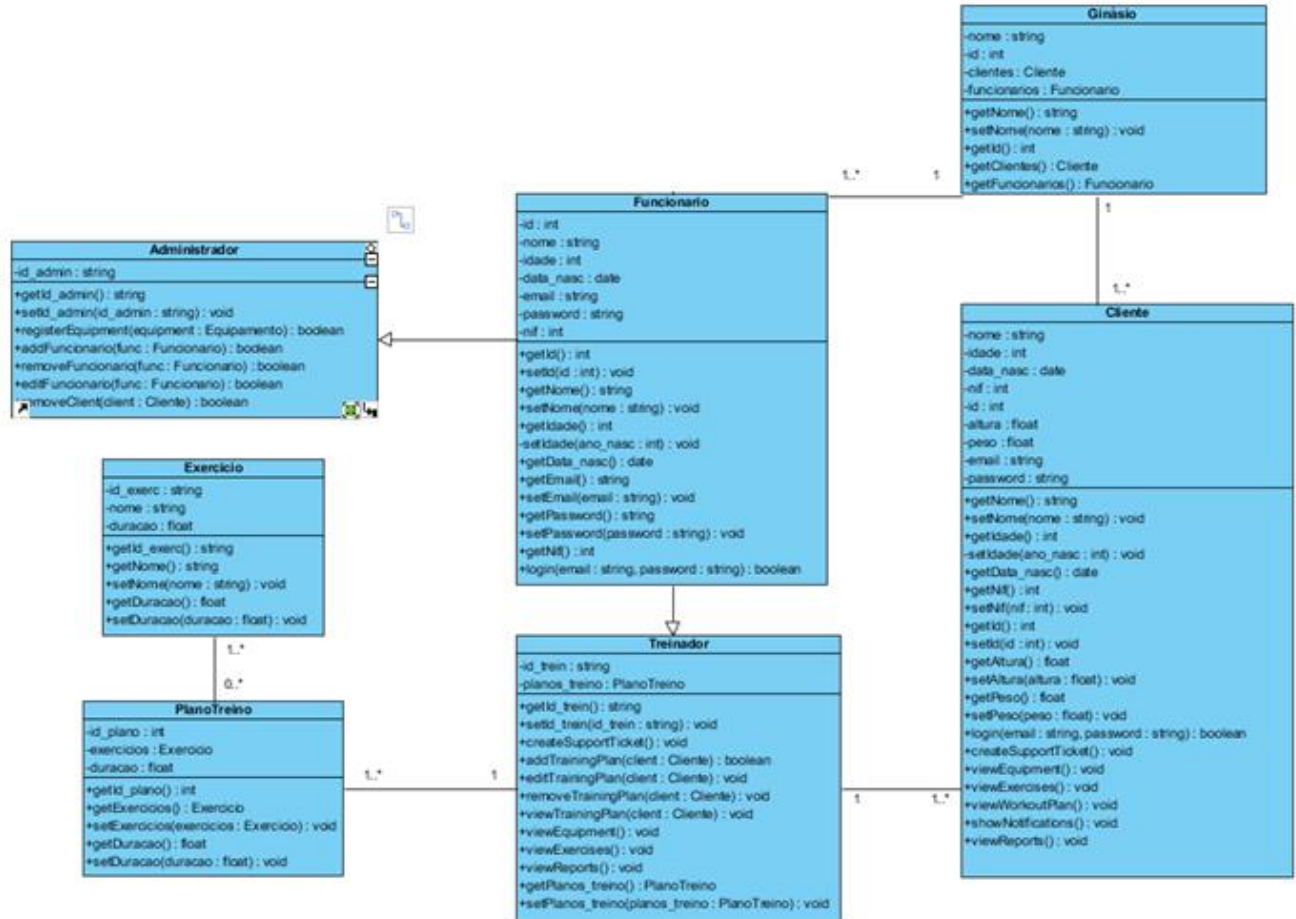 Ginásio
-nome : string
-id : int
-clientes : Cliente
-funcionarios : Funcionario
+getNome() : string
+setNome(nome : string) : void
+getId() : int
+getClientes() : Cliente
+getFuncionarios() : Funcionario
1..*
1
1
1..*
Funcionario
-id : int
-nome : string
-idade : int
-data_nasc : date
-email : string
-password : string
-nif : int
+getId() : int
+setId(id : int) : void
+getNome() : string
+setNome(nome : string) : void
+getIdade() : int
-setIdade(ano_nasc : int) : void
+getData_nasc() : date
+getEmail() : string
+setEmail(email : string) : void
+getPassword() : string
+setPassword(password : string) : void
+getNif() : int
+login(email : string, password : string) : boolean
Administrador
-id_admin : string
+getId_admin() : string
+setId_admin(id_admin : string) : void
+registerEquipment(equipment : Equipamento) : boolean
+addFuncionario(func : Funcionario) : boolean
+removeFuncionario(func : Funcionario) : boolean
+editFuncionario(func : Funcionario) : boolean
moveClient(client : Cliente) : boolean
Cliente
-nome : string
-idade : int
-data_nasc : date
-nif : int
-id : int
-altura : float
-peso : float
-email : string
-password : string
+getNome() : string
+setNome(nome : string) : void
+getIdade() : int
-setIdade(ano_nasc : int) : void
+getData_nasc() : date
+getNif() : int
+setNif(nif : int) : void
+getId() : int
+setId(id : int) : void
+getAltura() : float
+setAltura(altura : float) : void
+getPeso() : float
+setPeso(peso : float) : void
+login(email : string, password : string) : boolean
+createSupportTicket() : void
+viewEquipment() : void
+viewExercises() : void
+viewWorkoutPlan() : void
+showNotifications() : void
+viewReports() : void
Exercicio
-id_exerc : string
-nome : string
-duracao : float
+getId_exerc() : string
+getNome() : string
+setNome(nome : string) : void
+getDuracao() : float
+setDuracao(duracao : float) : void
1..*
0..*
PlanoTreino
-id_plano : int
-exercicios : Exercicio
-duracao : float
+getId_plano() : int
+getExercicios() : Exercicio
+setExercicios(exercicios : Exercicio) : void
+getDuracao() : float
+setDuracao(duracao : float) : void
1..*
1
Treinador
-id_trein : string
-planos_treino : PlanoTreino
+getId_trein() : string
+setId_trein(id_trein : string) : void
+createSupportTicket() : void
+addTrainingPlan(client : Cliente) : boolean
+editTrainingPlan(client : Cliente) : void
+removeTrainingPlan(client : Cliente) : void
+viewTrainingPlan(client : Cliente) : void
+viewEquipment() : void
+viewExercises() : void
+viewReports() : void
+getPlanos_treino() : PlanoTreino
+setPlanos_treino(planos_treino : PlanoTreino) : void
1
1..*